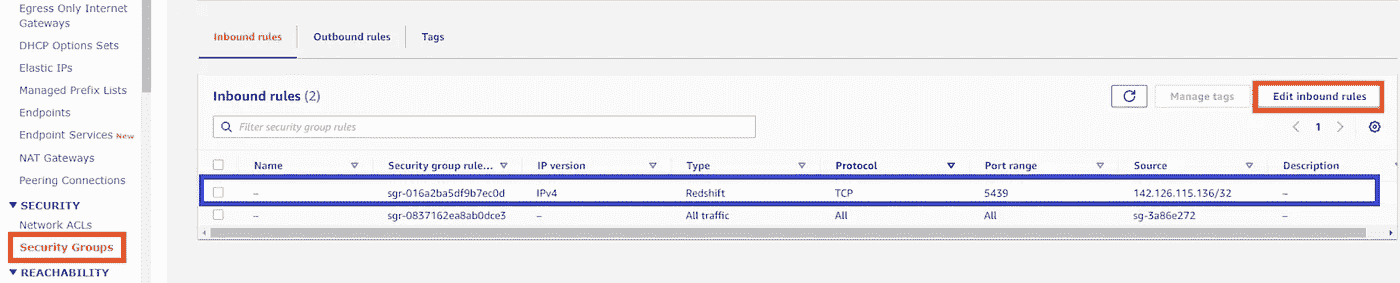 Egress Only Internet
Gateways
DHCP Options Sets
Elastic IPs
Managed Prefix Lists
Endpoints
Endpoint Services New
NAT Gateways
Peering Connections
SECURITY
Network ACLs
Security Groups
REACHABILITY
Inbound rules Outbound rules Tags
Inbound rules (2) Manage tags Edit inbound rules
Filter security group rules 1
Name Security group rule... IP version Type Protocol Port range Source Description
– sgr-016a2ba5df9b7ec0d IPv4 Redshift TCP 5439 142.126.115.136/32 –
– sgr-0837162ea8ab0dce3 – All traffic All All sg-3a86e272 –